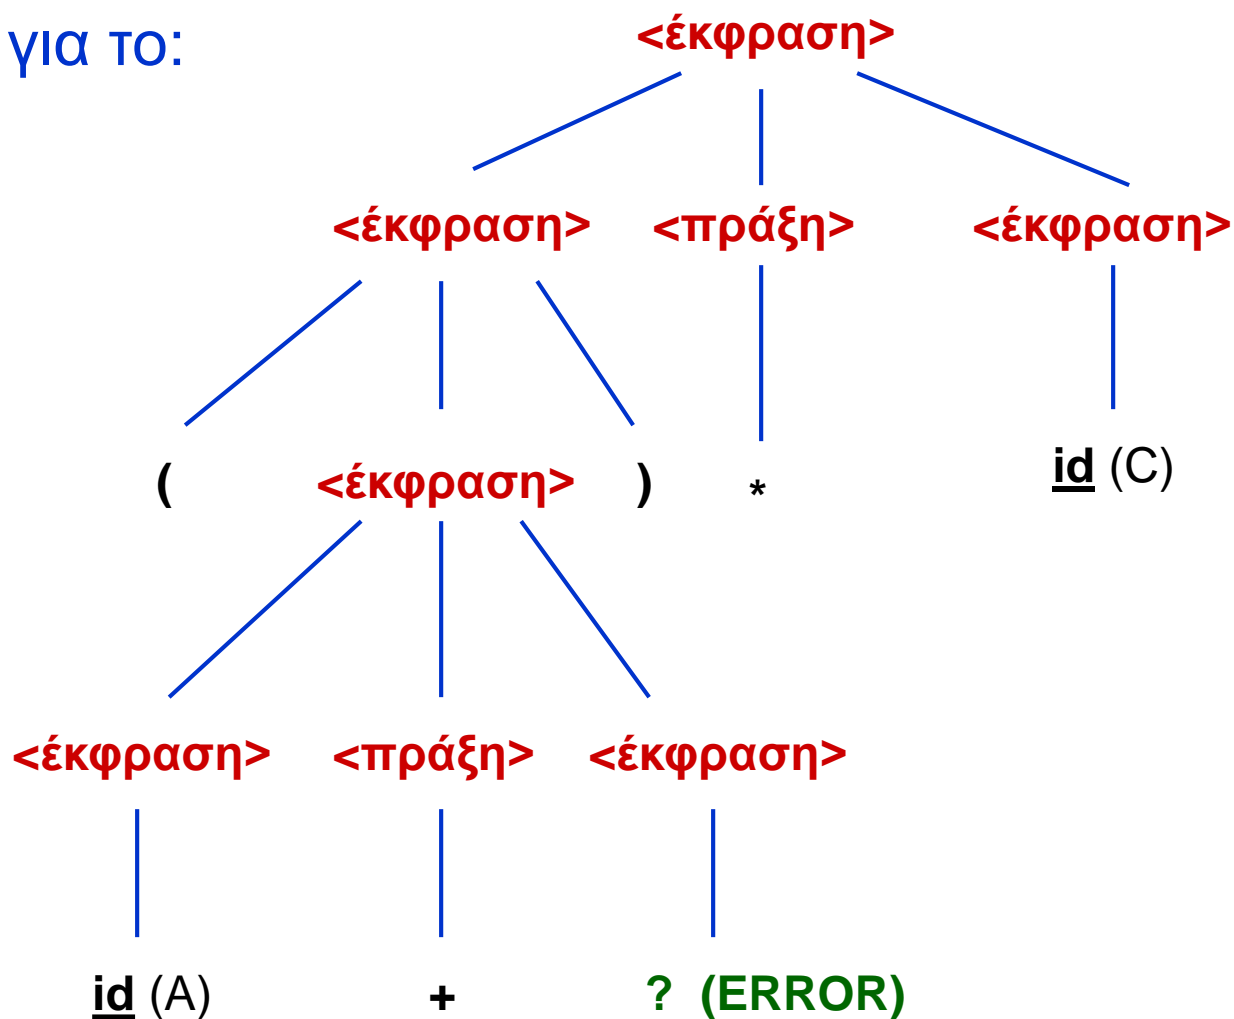 για το:
<έκφραση>
<έκφραση> <πράξη> <έκφραση>
( <έκφραση> ) * id (C)
<έκφραση> <πράξη> <έκφραση>
id (A) + ? (ERROR)